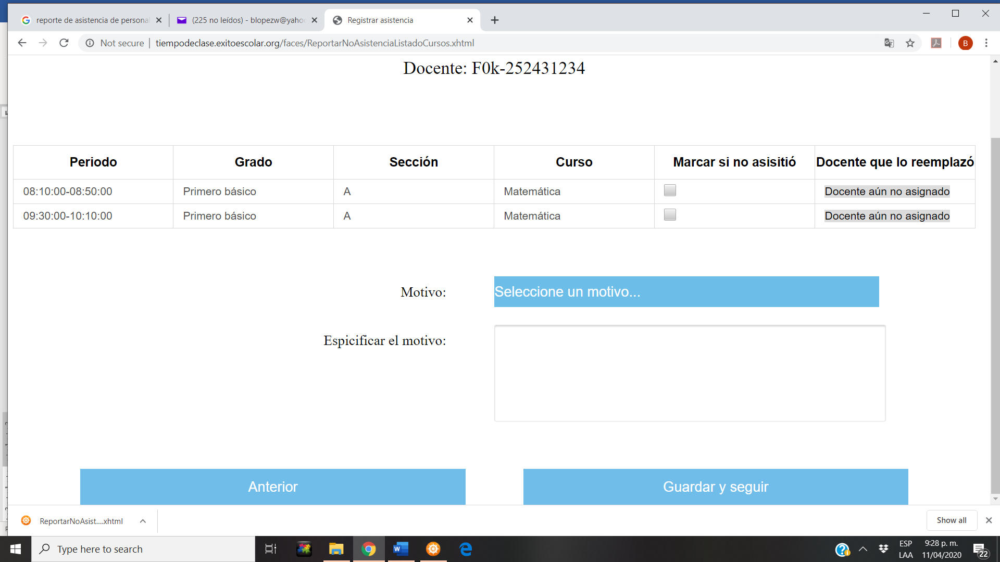 reporte de asistencia de personal
(225 no leídos) - blopezw@yaho
Registrar asistencia
Not secure
tiempodeclase.exitoescolar.org/faces/ReportarNoAsistenciaListadoCursos.xhtml
B
Docente: F0k-252431234
Periodo Grado Sección Curso Marcar si no asisitió Docente que lo reemplazó
08:10:00-08:50:00 Primero básico A Matemática Docente aún no asignado
09:30:00-10:10:00 Primero básico A Matemática Docente aún no asignado
Motivo: Seleccione un motivo...
Espicificar el motivo:
Anterior Guardar y seguir
ReportarNoAsist....xhtml
Show all
Type here to search
ESP 9:28 p. m.
LAA 11/04/2020
22